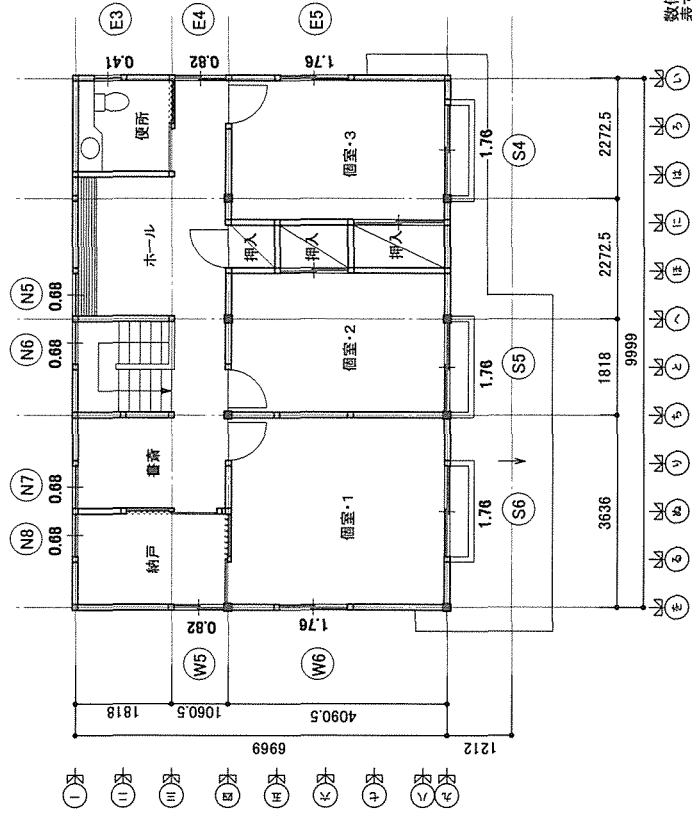 E3
E4
E5
0.41
0.82
1.76
便所
ホール
個室・3
押入
押入
押入
N5
0.68
N6
0.68
個室・2
書斎
N7
0.68
N8
0.68
納戸
個室・1
0.82
W5
1.76
W6
1.76
S4
1.76
S5
1.76
S6
2272.5
2272.5
1818
3636
9999
1818
1060.5
4090.5
6969
1212
い
ろ
は
に
ほ
へ
と
ち
り
ぬ
る
を
一
二
三
四
五
六
七
八
九